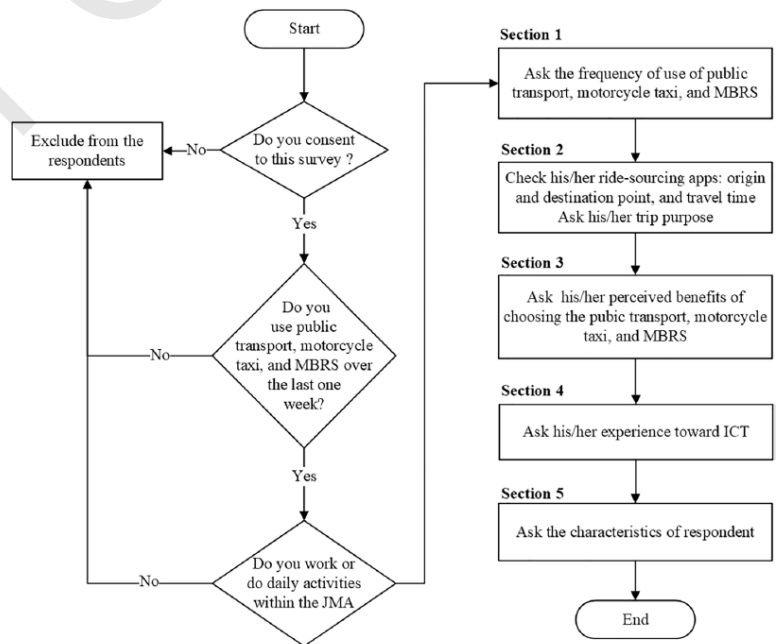 Start
Do you consent
to this survey ?
No
Exclude from the
respondents
Yes
Do you
use public
transport, motorcycle
taxi, and MBRS over
the last one
week?
No
Yes
Do you work or
do daily activities
within the JMA
No
Section 1
Ask the frequency of use of public
transport, motorcycle taxi, and MBRS
Section 2
Check his/her ride-sourcing apps: origin
and destination point, and travel time
Ask his/her trip purpose
Section 3
Ask his/her perceived benefits of
choosing the pubic transport, motorcycle
taxi, and MBRS
Section 4
Ask his/her experience toward ICT
Section 5
Ask the characteristics of respondent
End